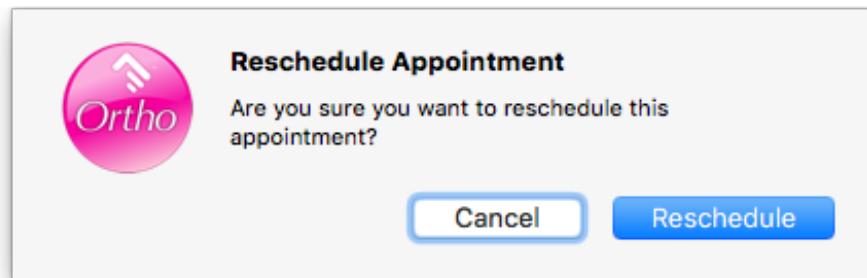 Reschedule Appointment
Ortho
Are you sure you want to reschedule this
appointment?
Cancel
Reschedule